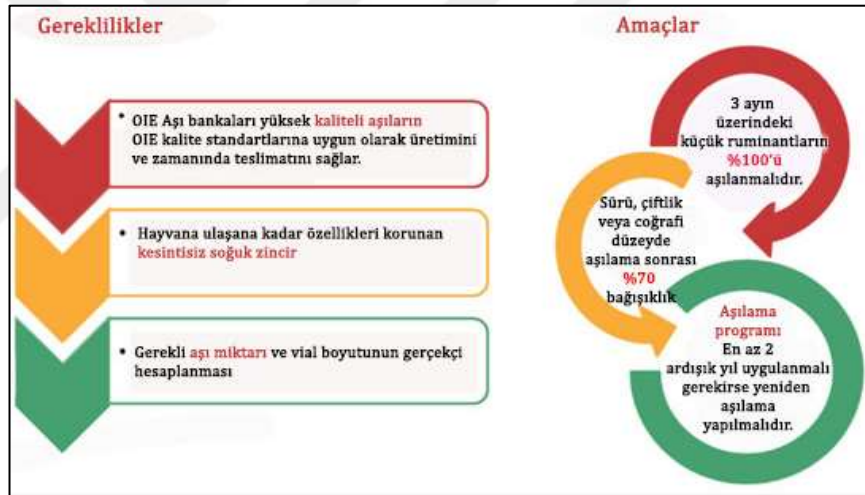 Gereklilikler
• OIE Aşı bankaları yüksek kaliteli aşıların
OIE kalite standartlarına uygun olarak üretimini
ve zamanında teslimatını sağlar.
• Hayvana ulaşana kadar özellikleri korunan
kesintisiz soğuk zincir
• Gerekli aşı miktarı ve vial boyutunun gerçekçi
hesaplanması
Amaçlar
3 ayın
üzerindeki
küçük ruminantların
%100'ü
aşılanmalıdır.
Sürü, çiftlik
veya coğrafi
düzeyde
aşılama sonrası
%70
bağışıklık
Aşılama
programı
En az 2
ardışık yıl uygulanmalı
gerekirse yeniden
aşılama
yapılmalıdır.